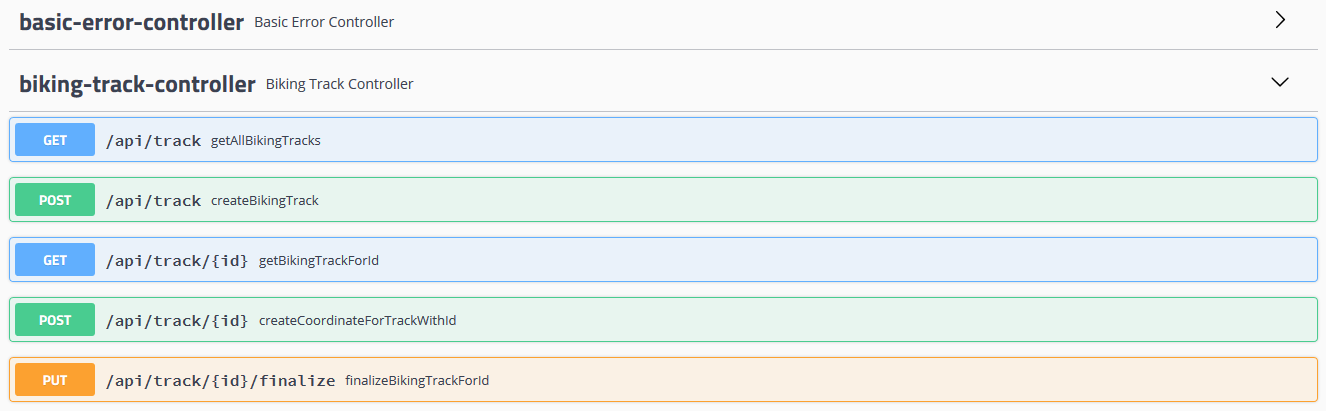 basic-error-controller Basic Error Controller
biking-track-controller Biking Track Controller
GET /api/track getAllBikingTracks
POST /api/track createBikingTrack
GET /api/track/{id} getBikingTrackForId
POST /api/track/{id} createCoordinateForTrackWithId
PUT /api/track/{id}/finalize finalizeBikingTrackForId